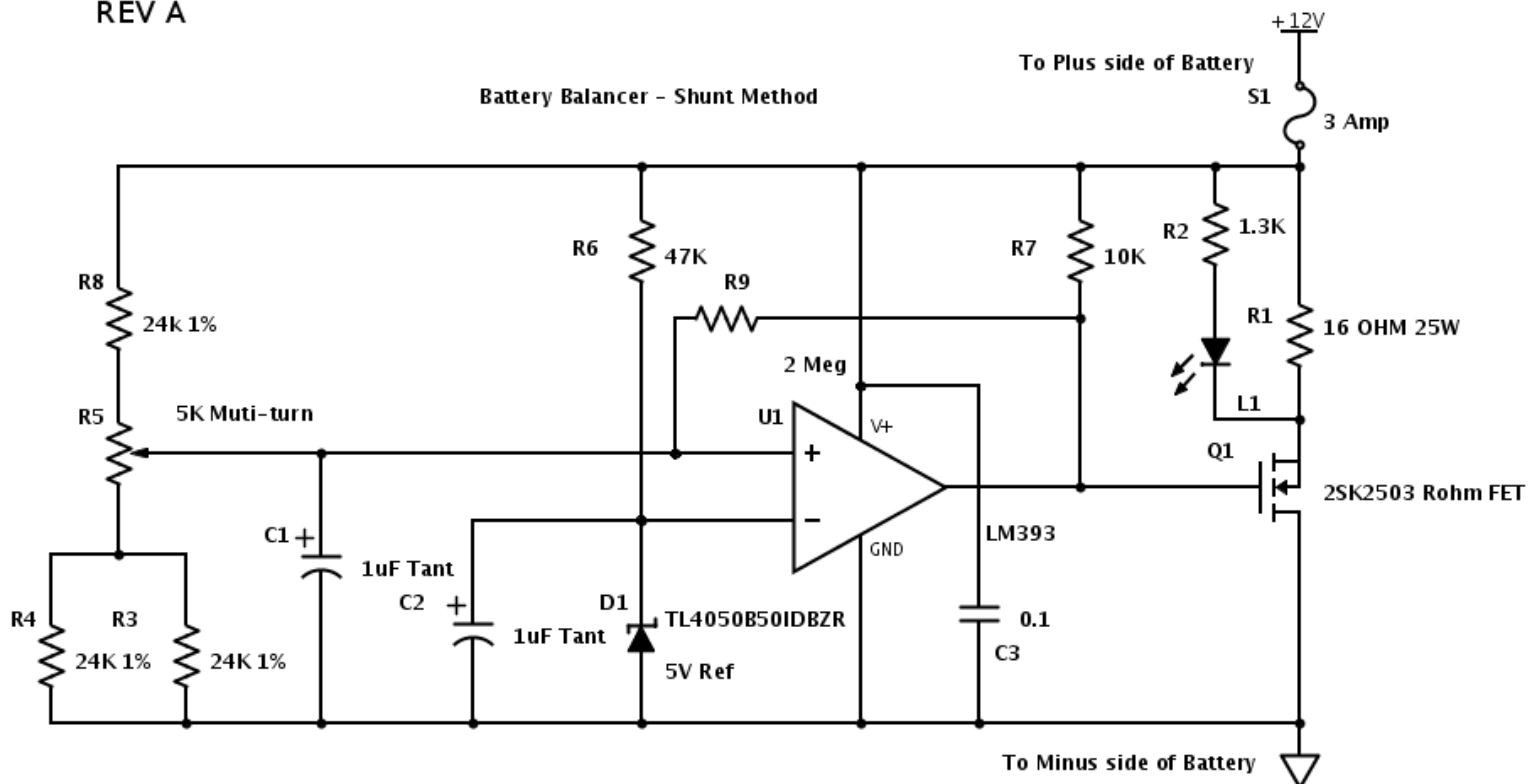 REV A
+12V
To Plus side of Battery
Battery Balancer - Shunt Method
S1
3 Amp
R6
47K
R7
10K
R2
1.3K
R8
24k 1%
R9
R1
16 OHM 25W
2 Meg
R5
5K Muti-turn
U1
V+
L1
+
Q1
2SK2503 Rohm FET
−
C1
+
1uF Tant
GND
LM393
C2
+
1uF Tant
D1
TL4050B50IDBZR
5V Ref
R4
24K 1%
R3
24K 1%
0.1
C3
To Minus side of Battery